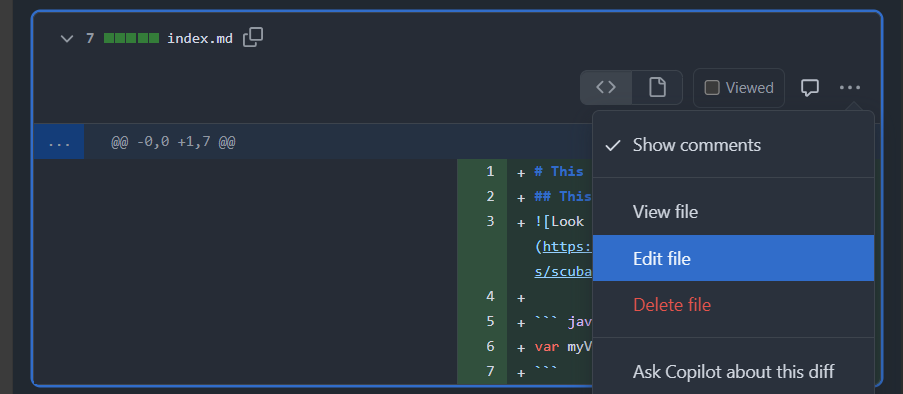 7 index.md
Viewed
... @@ -0,0 +1,7 @@
Show comments
View file
Edit file
Delete file
Ask Copilot about this diff
1 + # This
2 + ## This
3 + ![Look
(https:
s/scuba
4 +
5 + ``` jav
6 + var myV
7 + ```